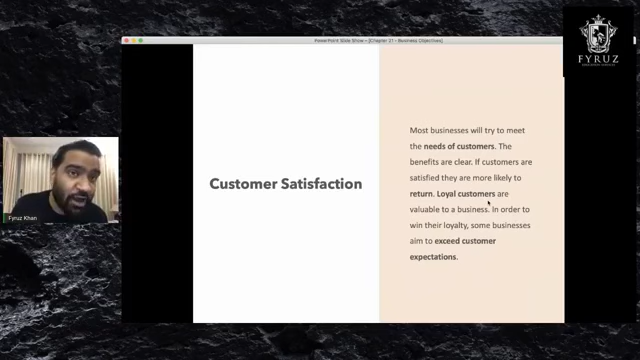 PowerPoint Slide Show - [Chapter 21 - Business Objectives]
FYRUZ
Customer Satisfaction
Most businesses will try to meet
the needs of customers. The
benefits are clear. If customers are
satisfied they are more likely to
return. Loyal customers are
valuable to a business. In order to
win their loyalty, some businesses
aim to exceed customer
expectations.
Fyruz Khan